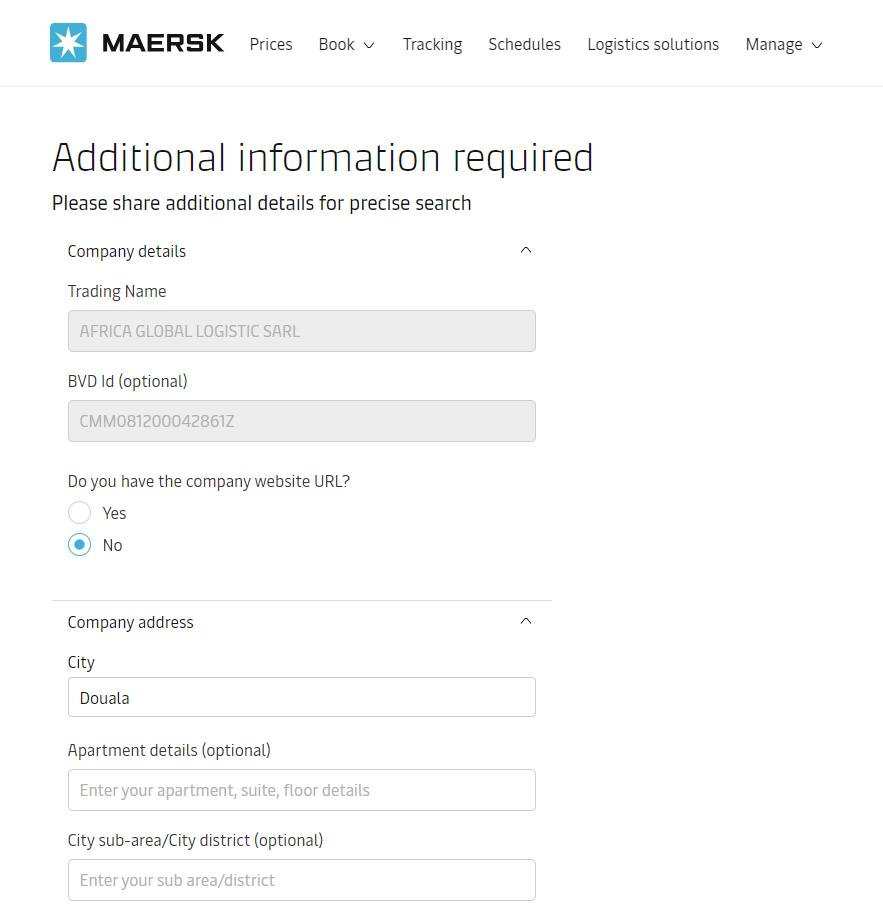 MAERSK Prices Book Tracking Schedules Logistics solutions Manage
Additional information required
Please share additional details for precise search
Company details
Trading Name
AFRICA GLOBAL LOGISTIC SARL
BVD Id (optional)
CMM081200042861Z
Do you have the company website URL?
Yes
No
Company address
City
Douala
Apartment details (optional)
Enter your apartment, suite, floor details
City sub-area/City district (optional)
Enter your sub area/district